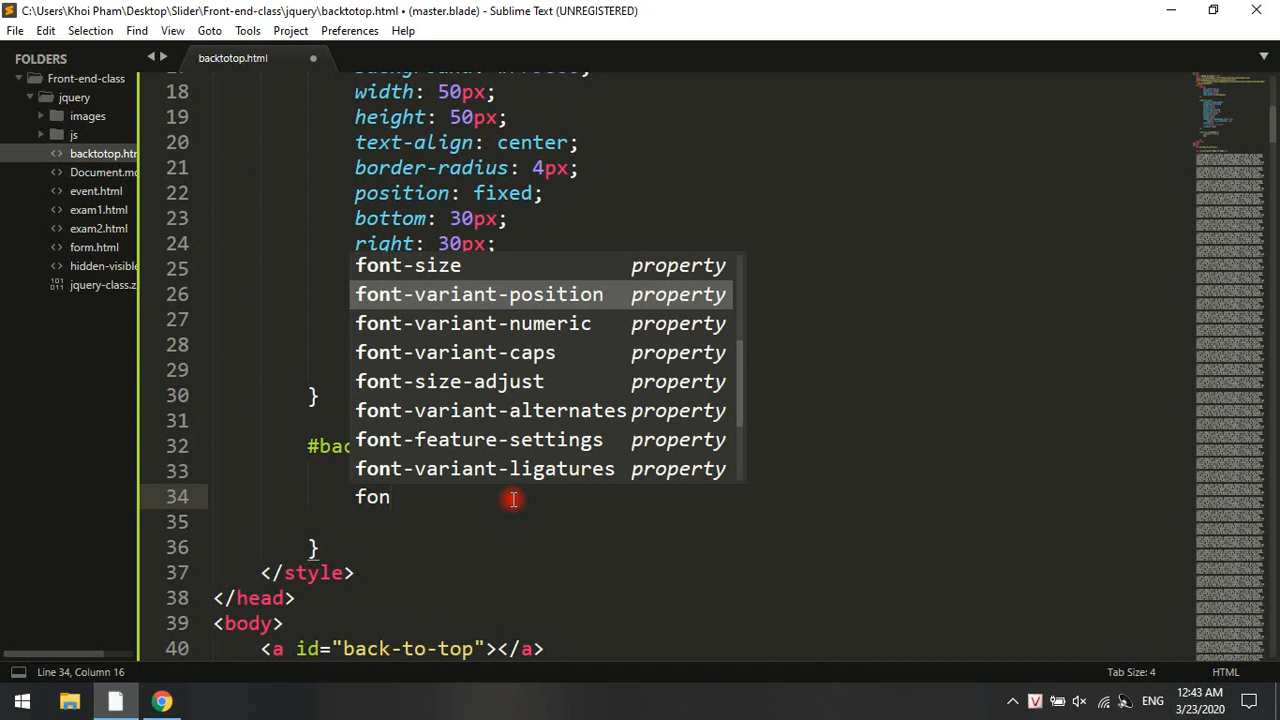 C:\Users\Khoi Pham\Desktop\Slider\Front-end-class\jquery\backtotop.html • (master.blade) - Sublime Text (UNREGISTERED)
File Edit Selection Find View Goto Tools Project Preferences Help
FOLDERS
Front-end-class
jquery
images
js
backtotop.htm
Document.md
event.html
exam1.html
exam2.html
form.html
hidden-visible
jquery-class.z
backtotop.html
18 width: 50px;
19 height: 50px;
20 text-align: center;
21 border-radius: 4px;
22 position: fixed;
23 bottom: 30px;
24 right: 30px;
25
26
27
28
29
30 }
31
32 #bac
33
34 fon
35
36 }
37 </style>
38 </head>
39 <body>
40 <a id="back-to-top"></a>
font-size property
font-variant-position property
font-variant-numeric property
font-variant-caps property
font-size-adjust property
font-variant-alternates property
font-feature-settings property
font-variant-ligatures property
Line 34, Column 16
Tab Size: 4
HTML
V
ENG
12:43 AM
3/23/2020